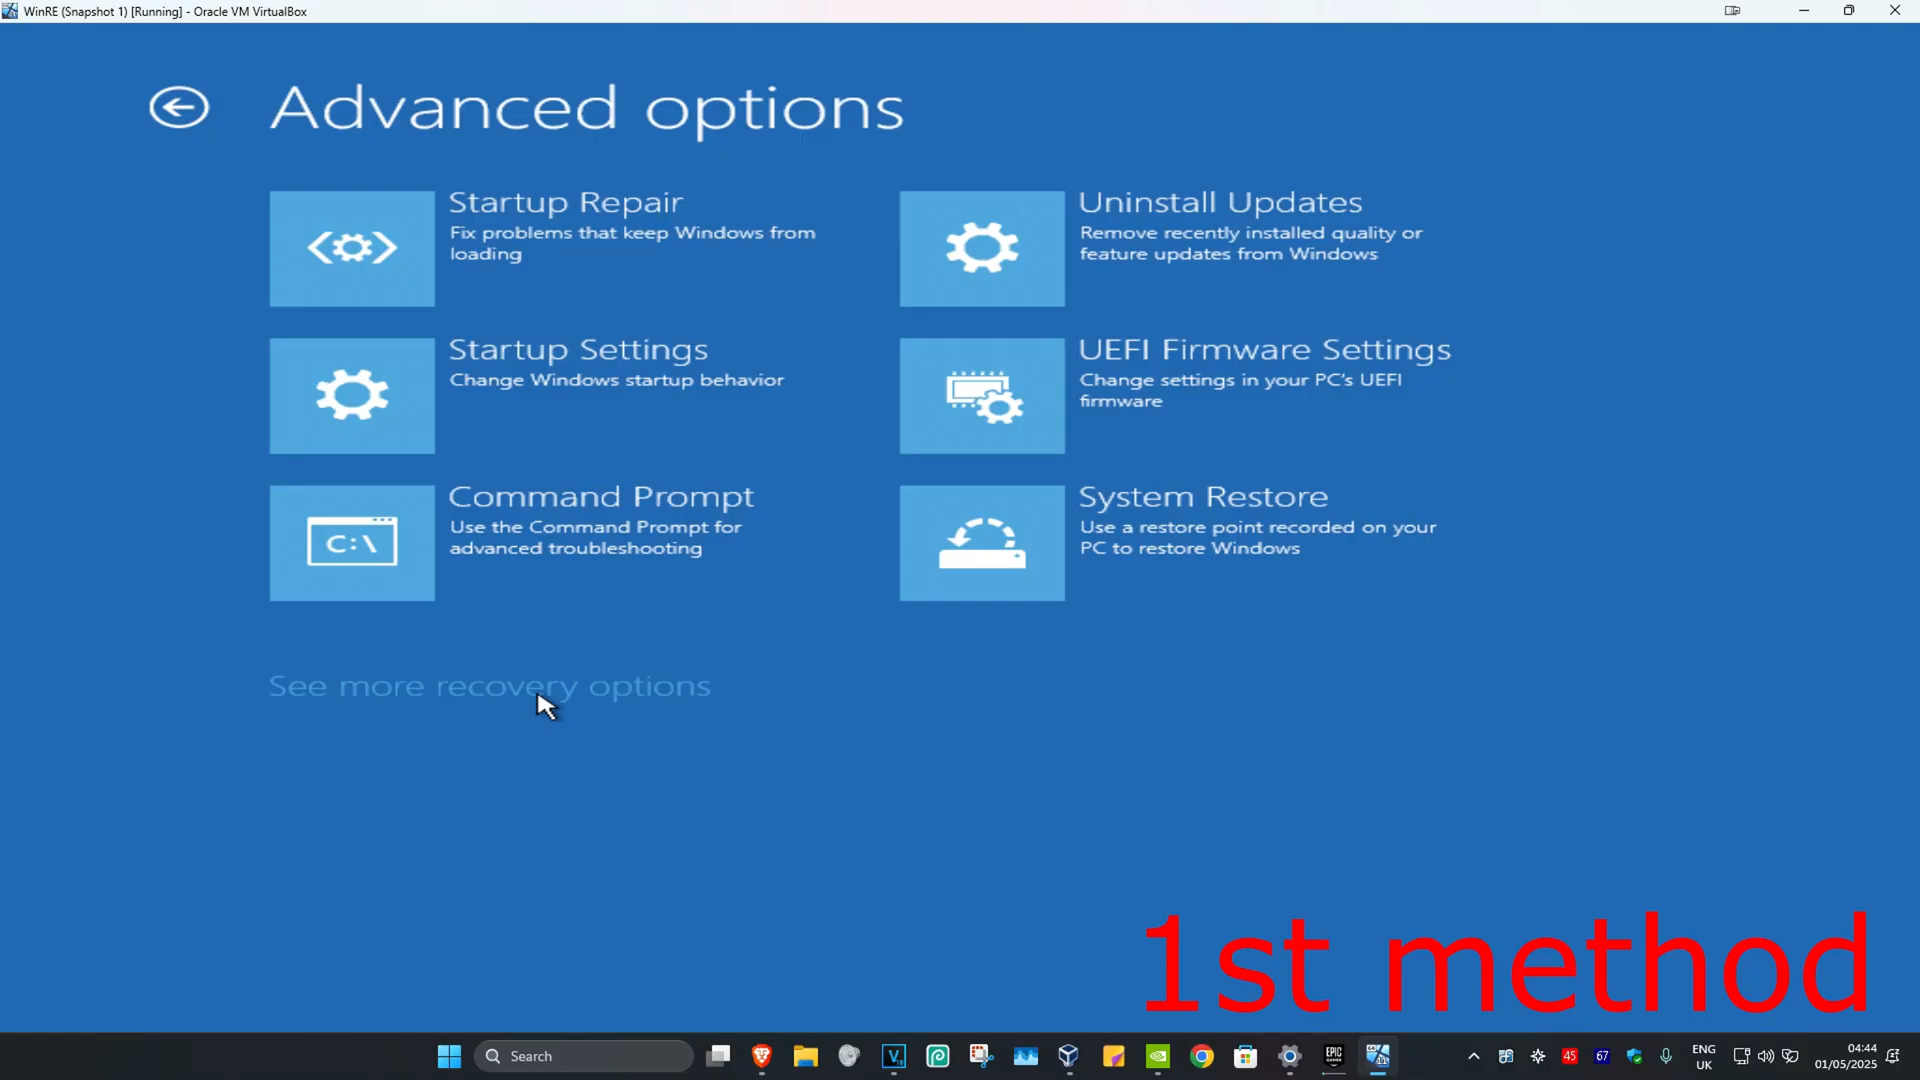 WinRE (Snapshot 1) [Running] - Oracle VM VirtualBox
Advanced options
Startup Repair
Fix problems that keep Windows from
loading
Uninstall Updates
Remove recently installed quality or
feature updates from Windows
Startup Settings
Change Windows startup behavior
UEFI Firmware Settings
Change settings in your PC's UEFI
firmware
C:\
Command Prompt
Use the Command Prompt for
advanced troubleshooting
System Restore
Use a restore point recorded on your
PC to restore Windows
See more recovery options
1st method
Search
EPIC
GAMES
45
67
ENG
UK
04:44
01/05/2025